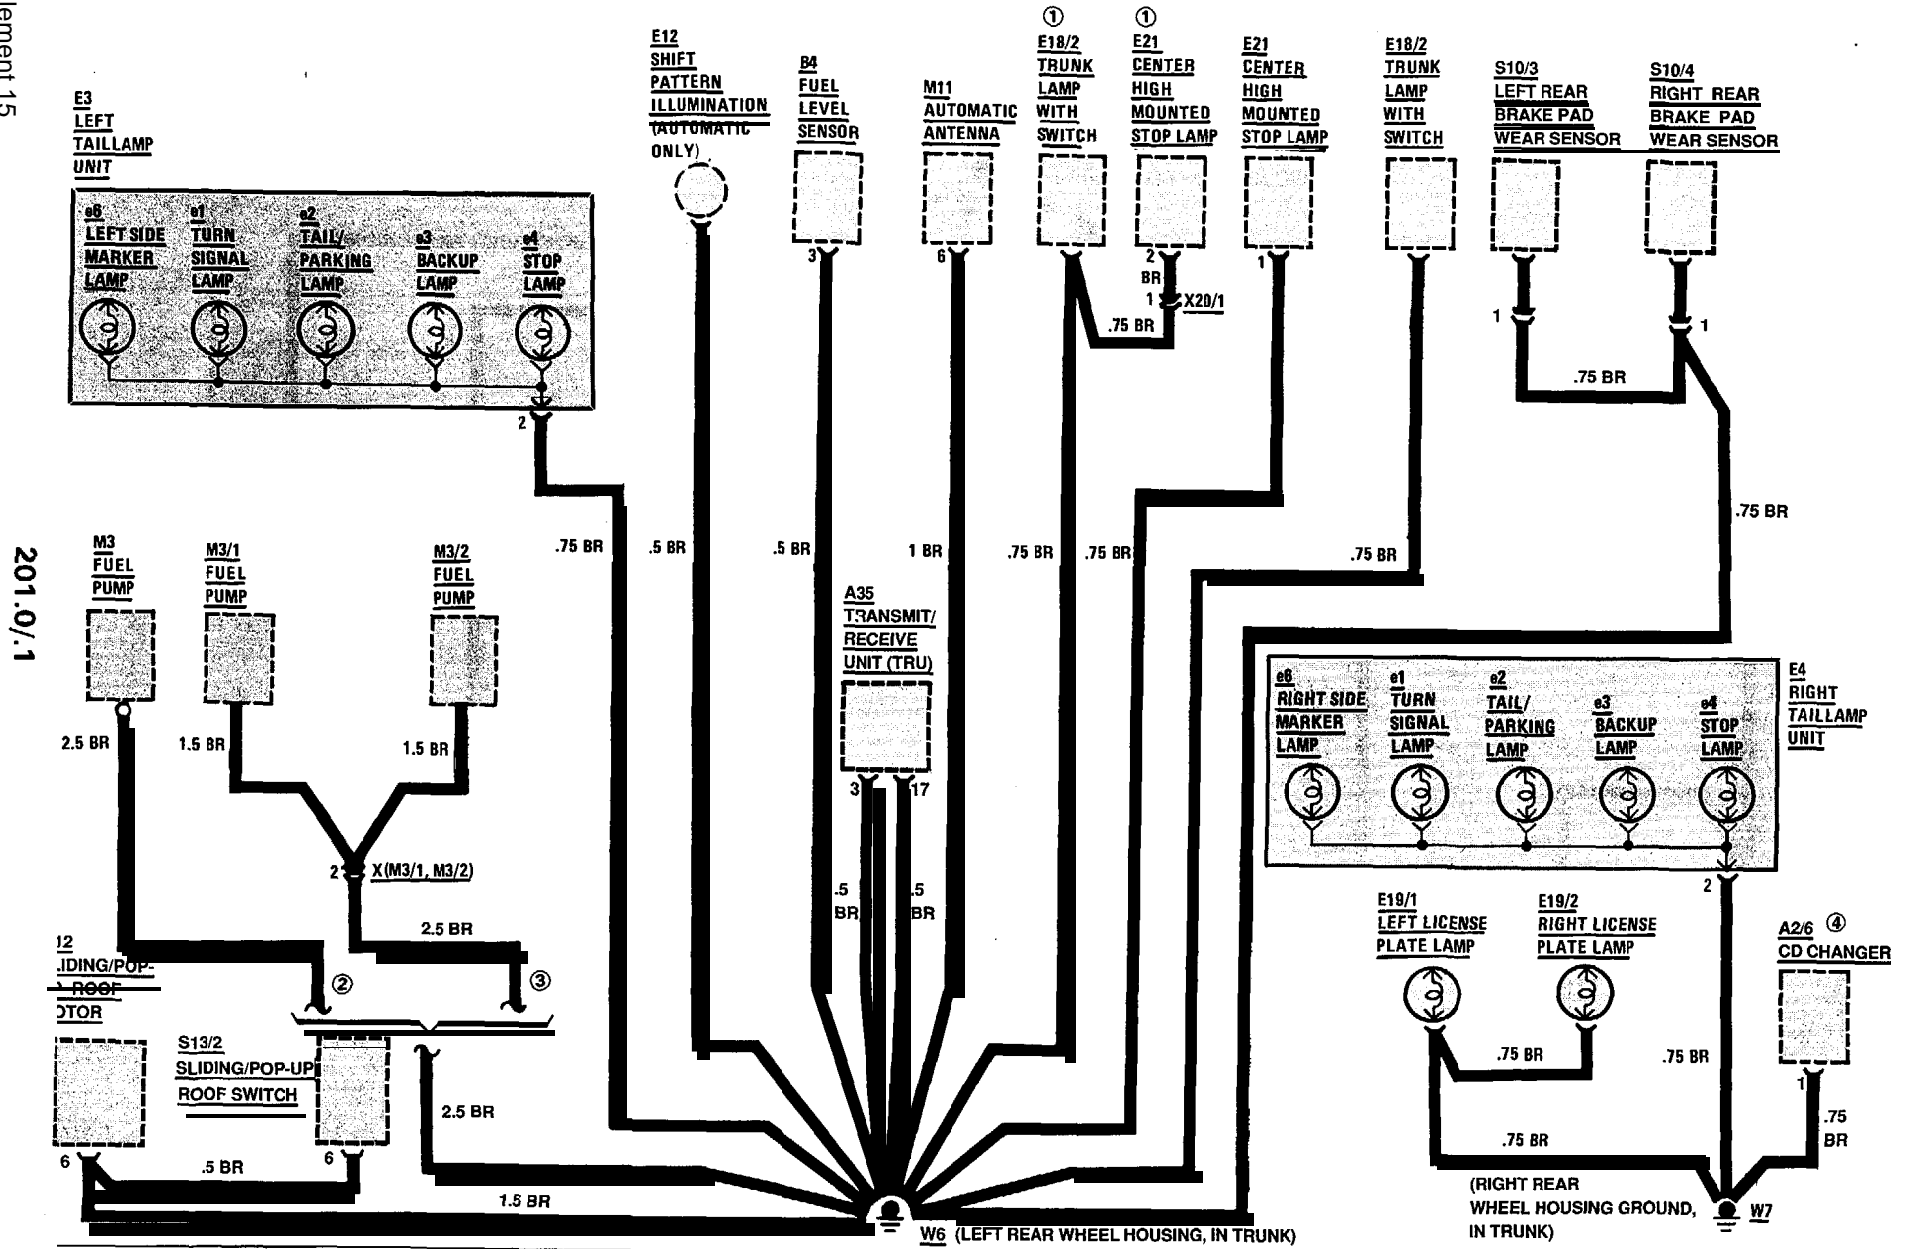 lement 15
201.0/.1
E3
LEFT
TAILLAMP
UNIT
e6
LEFT SIDE
MARKER
LAMP
e1
TURN
SIGNAL
LAMP
e2
TAIL/
PARKING
LAMP
e3
BACKUP
LAMP
e4
STOP
LAMP
2
E12
SHIFT
PATTERN
ILLUMINATION
(AUTOMATIC
ONLY)
B4
FUEL
LEVEL
SENSOR
3
M11
AUTOMATIC
ANTENNA
6
①
E18/2
TRUNK
LAMP
WITH
SWITCH
①
E21
CENTER
HIGH
MOUNTED
STOP LAMP
2
BR
1 X20/1
.75 BR
E21
CENTER
HIGH
MOUNTED
STOP LAMP
1
E18/2
TRUNK
LAMP
WITH
SWITCH
S10/3
LEFT REAR
BRAKE PAD
WEAR SENSOR
1
S10/4
RIGHT REAR
BRAKE PAD
WEAR SENSOR
1
.75 BR
.75 BR
.75 BR
.5 BR
.5 BR
1 BR
.75 BR
.75 BR
.75 BR
M3
FUEL
PUMP
2.5 BR
M3/1
FUEL
PUMP
1.5 BR
M3/2
FUEL
PUMP
1.5 BR
2 X(M3/1, M3/2)
2.5 BR
②
③
A35
TRANSMIT/
RECEIVE
UNIT (TRU)
3
17
.5
BR
.5
BR
E4
RIGHT
TAILLAMP
UNIT
e6
RIGHT SIDE
MARKER
LAMP
e1
TURN
SIGNAL
LAMP
e2
TAIL/
PARKING
LAMP
e3
BACKUP
LAMP
e4
STOP
LAMP
2
E19/1
LEFT LICENSE
PLATE LAMP
E19/2
RIGHT LICENSE
PLATE LAMP
.75 BR
.75 BR
.75 BR
A2/6 ④
CD CHANGER
1
.75
BR
12
LIDING/POP-
ROOF
OTOR
6
S13/2
SLIDING/POP-UP
ROOF SWITCH
6
.5 BR
2.5 BR
1.5 BR
W6 (LEFT REAR WHEEL HOUSING, IN TRUNK)
(RIGHT REAR
WHEEL HOUSING GROUND,
IN TRUNK)
W7